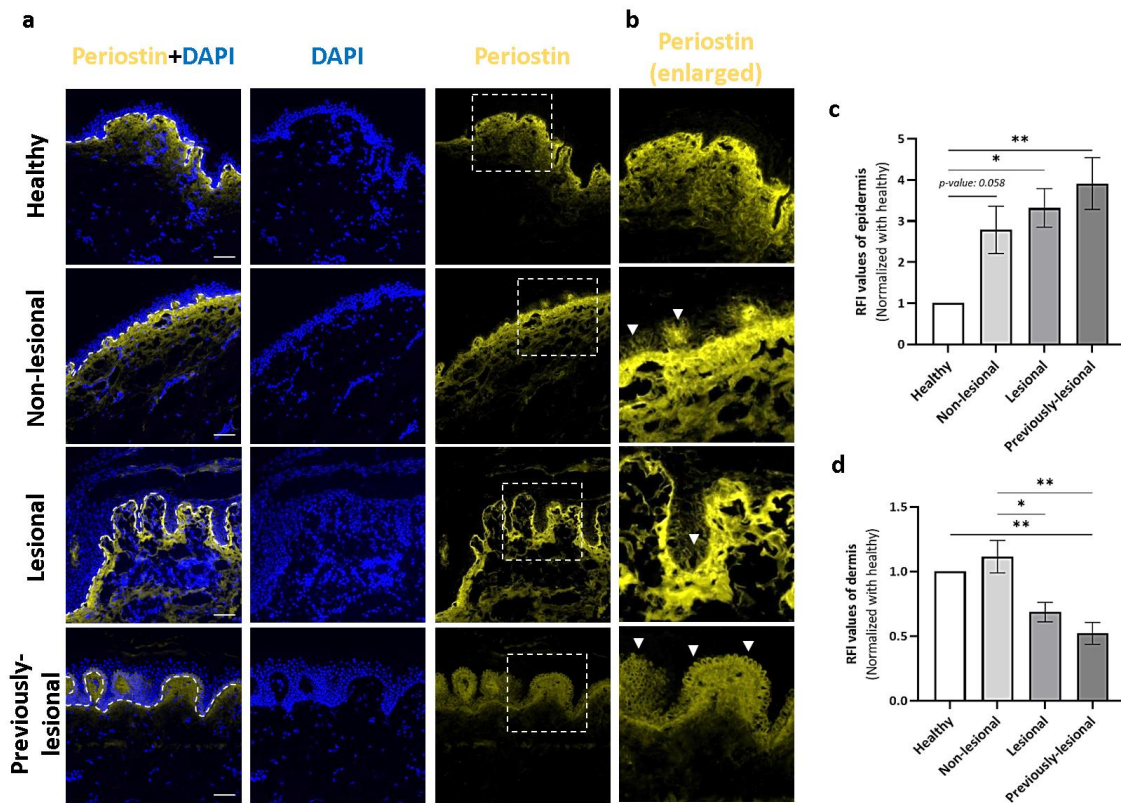 a
b
Periostin+DAPI
DAPI
Periostin
Periostin
(enlarged)
Healthy
Non-lesional
Lesional
Previously-
lesional
c
RFI values of epidermis
(Normalized with healthy)
5
4
3
2
1
0
**
*
p-value: 0.058
Healthy
Non-lesional
Lesional
Previously-lesional
d
RFI values of dermis
(Normalized with healthy)
1.5
1.0
0.5
0.0
**
*
**
Healthy
Non-lesional
Lesional
Previously-lesional